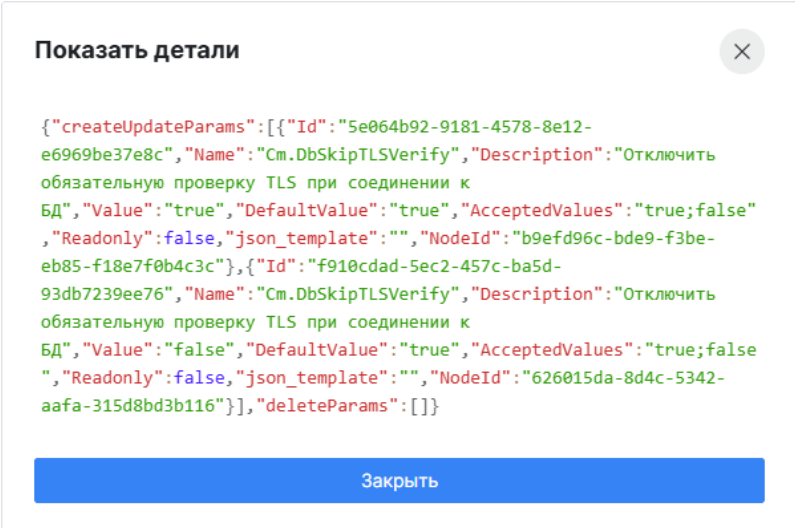 Показать детали
{"createUpdateParams":[{"Id":"5e064b92-9181-4578-8e12-
e6969be37e8c","Name":"Cm.DbSkipTLSVerify","Description":"Отключить
обязательную проверку TLS при соединении к
БД","Value":"true","DefaultValue":"true","AcceptedValues":"true;false"
,"Readonly":false,"json_template":"","NodeId":"b9efd96c-bde9-f3be-
eb85-f18e7f0b4c3c"},{"Id":"f910cdad-5ec2-457c-ba5d-
93db7239ee76","Name":"Cm.DbSkipTLSVerify","Description":"Отключить
обязательную проверку TLS при соединении к
БД","Value":"false","DefaultValue":"true","AcceptedValues":"true;false
","Readonly":false,"json_template":"","NodeId":"626015da-8d4c-5342-
aafa-315d8bd3b116"}],"deleteParams":[]}
Закрыть